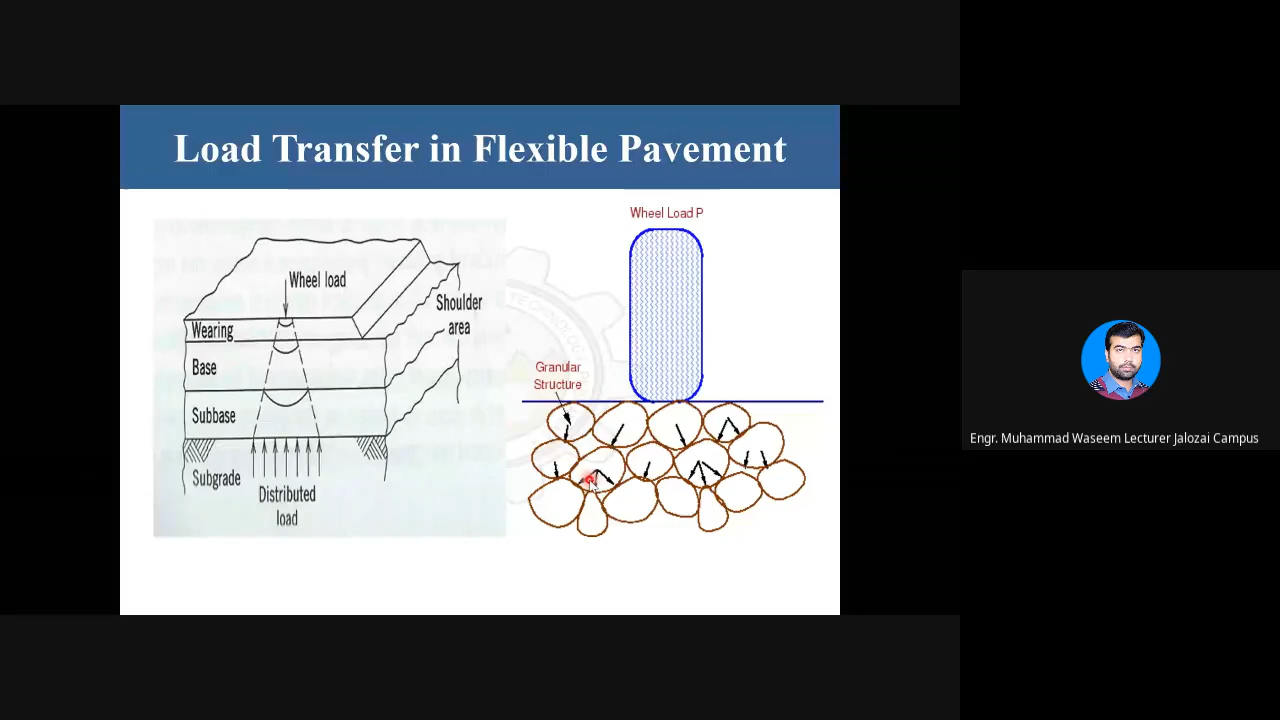 Load Transfer in Flexible Pavement
Wheel load
Wearing
Base
Subbase
Subgrade
Shoulder
area
Distributed
load
Wheel Load P
Granular
Structure
TECHNOLOGY
Engr. Muhammad Waseem Lecturer Jalozai Campus